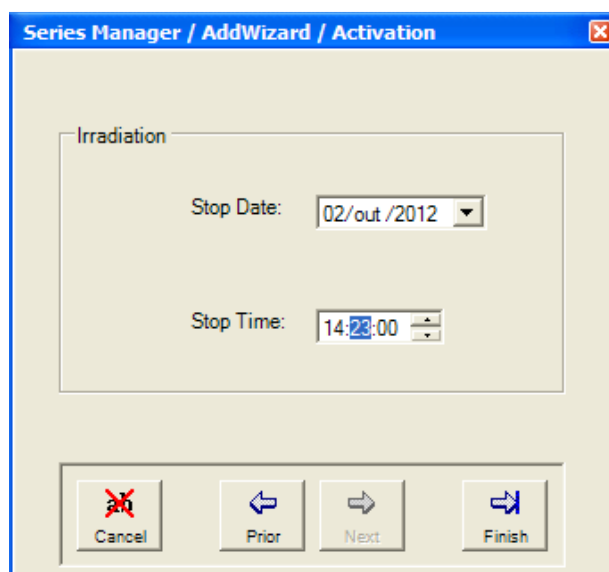 Series Manager / AddWizard / Activation
Irradiation
Stop Date: 02/out /2012
Stop Time: 14:23:00
ab
Cancel Prior Next Finish